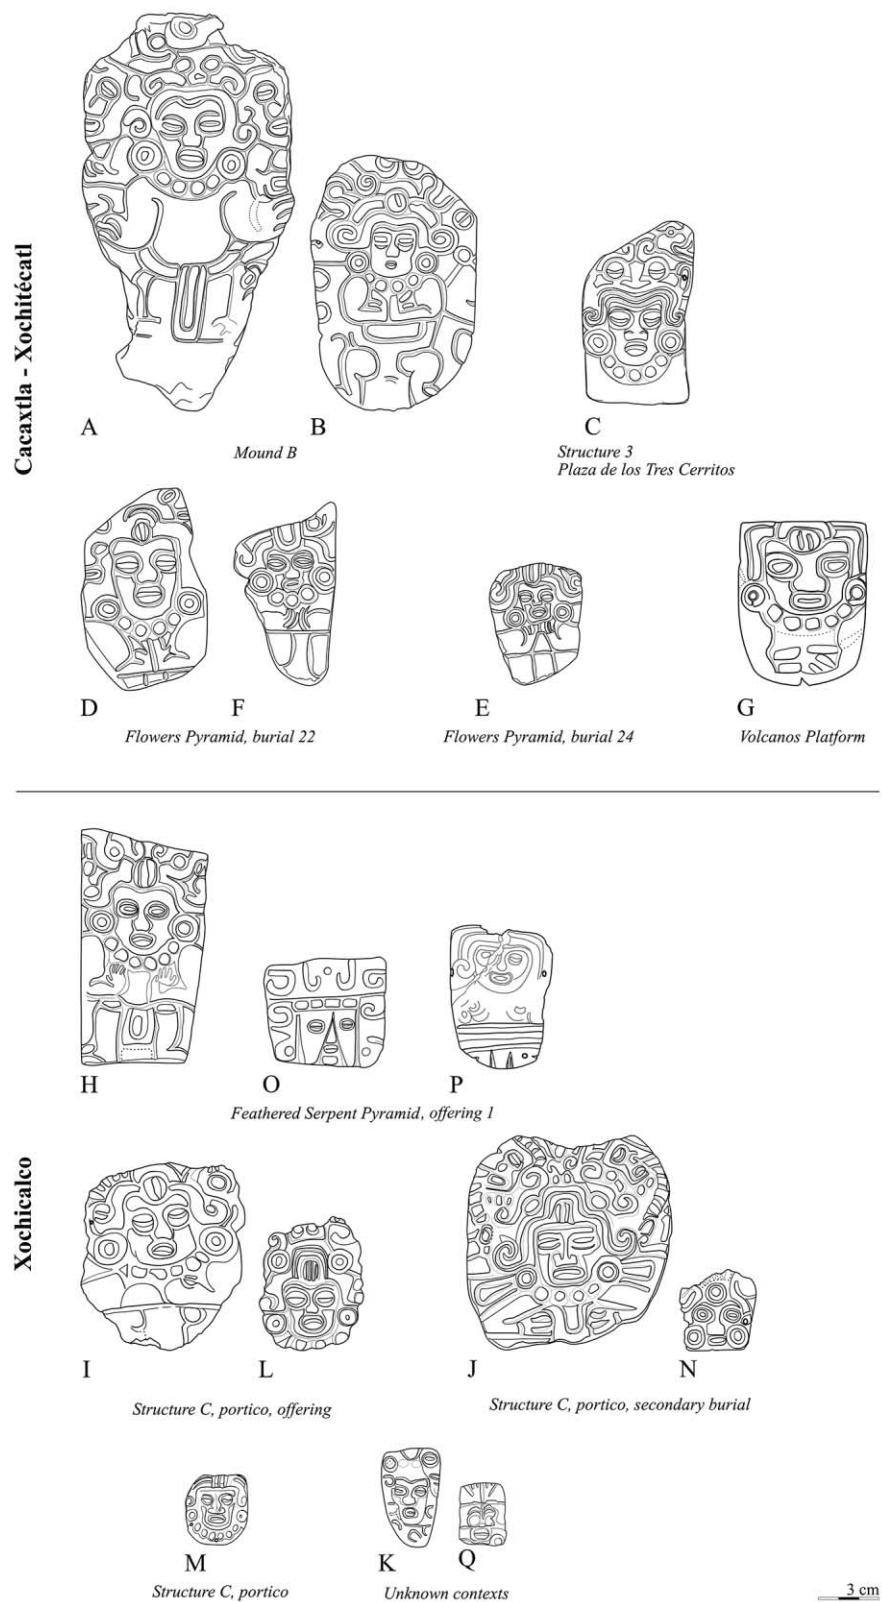 Cacaxtla - Xochitécatl
A
B
C
Mound B
Structure 3
Plaza de los Tres Cerritos
D
F
E
G
Flowers Pyramid, burial 22
Flowers Pyramid, burial 24
Volcanos Platform
Xochicalco
H
O
P
Feathered Serpent Pyramid, offering 1
I
L
J
N
Structure C, portico, offering
Structure C, portico, secondary burial
M
K
Q
Structure C, portico
Unknown contexts
3 cm